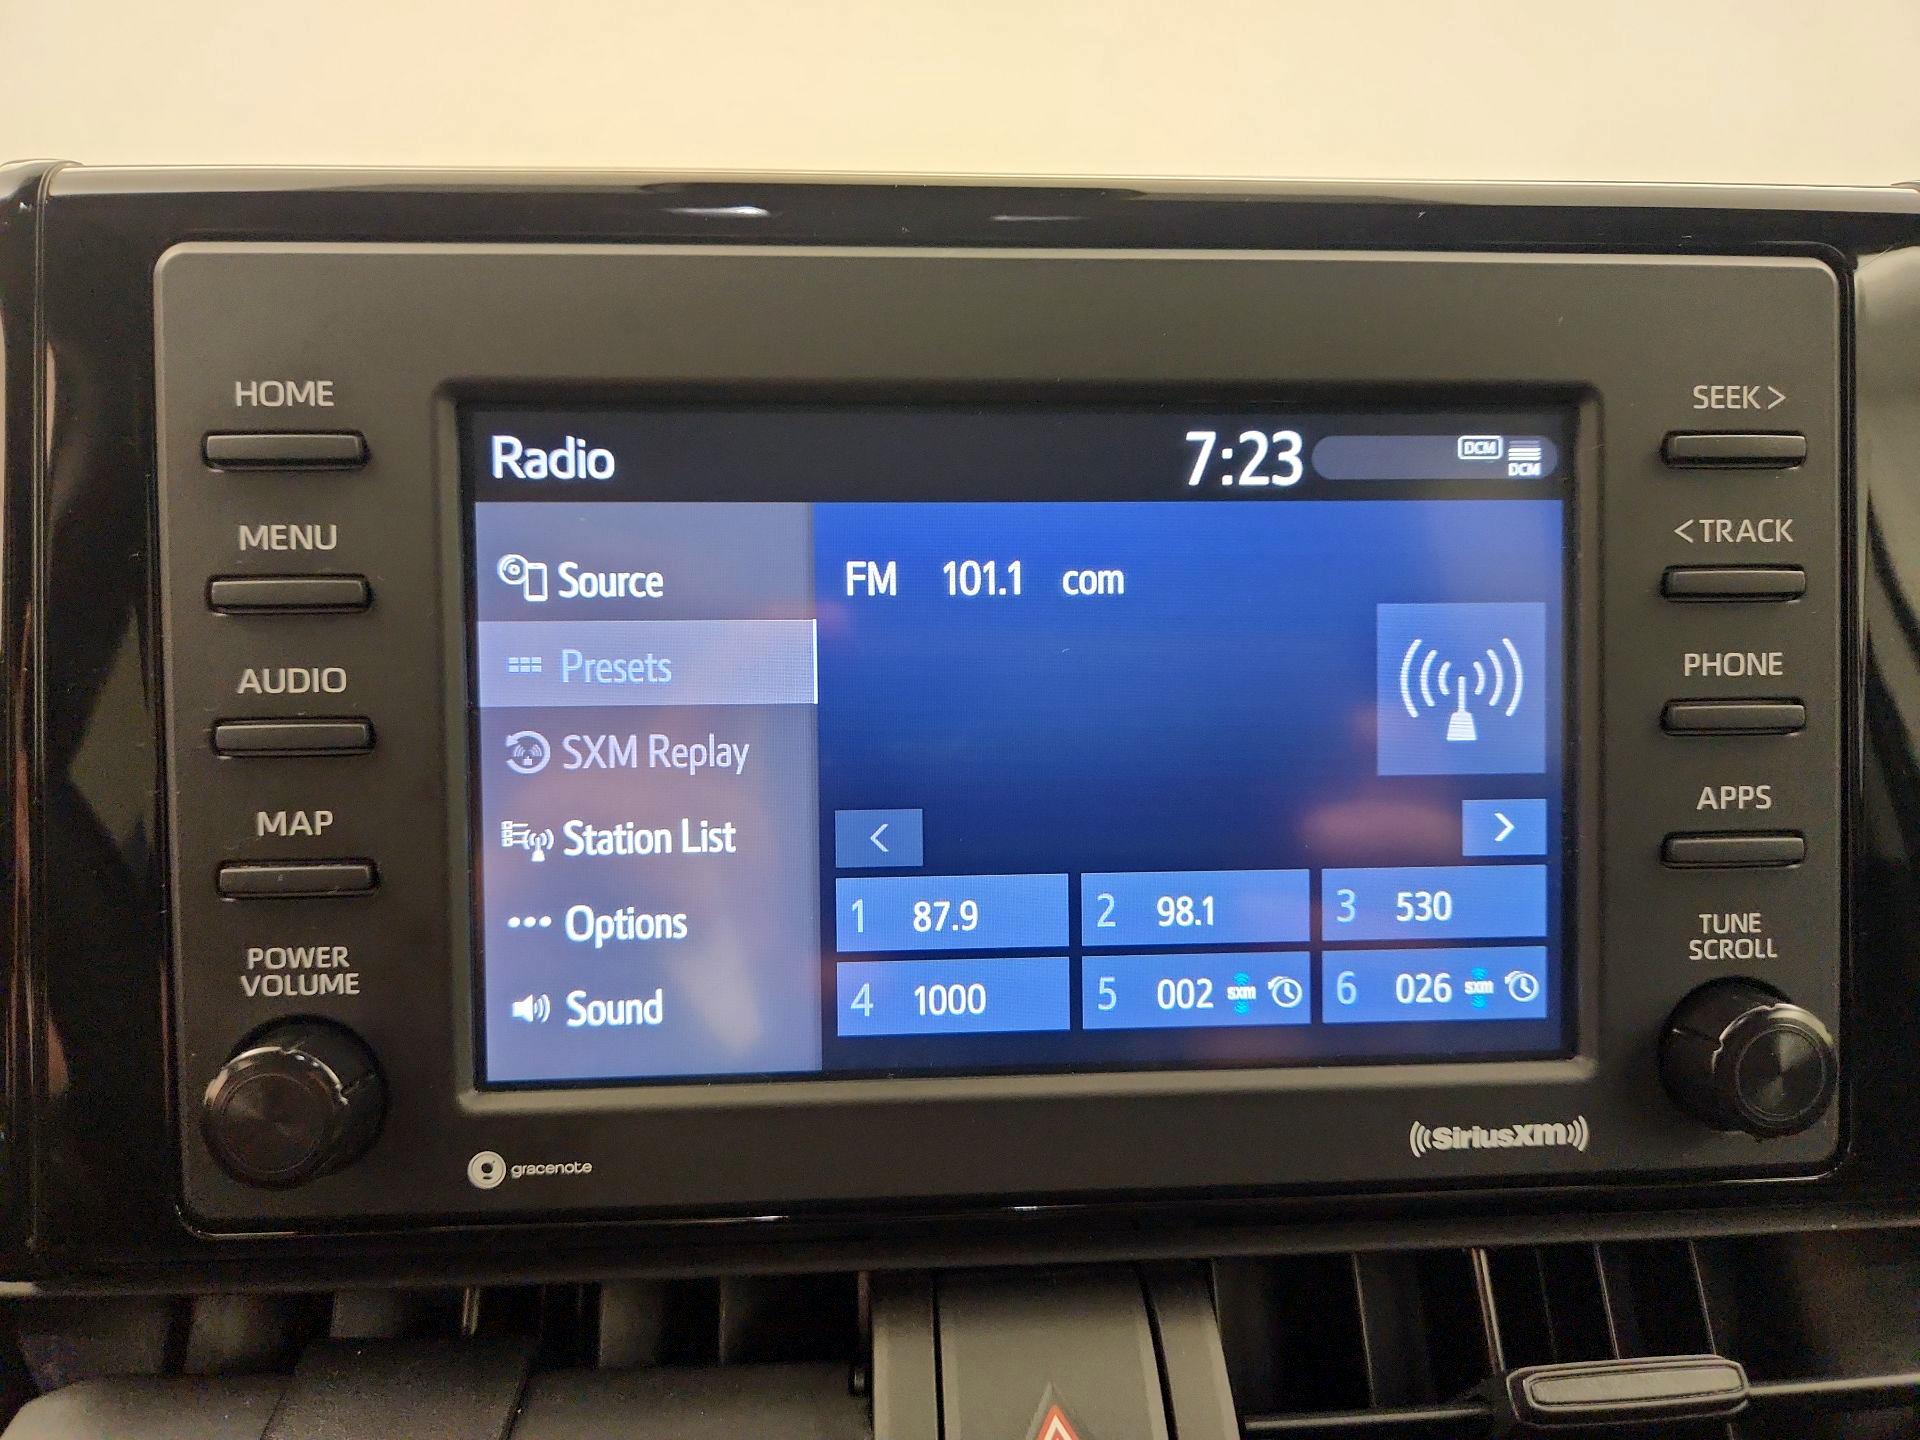 HOME
MENU
AUDIO
MAP
POWER
VOLUME
Radio
7:23
DCM
DCM
Source
Presets
SXM Replay
Station List
Options
Sound
FM 101.1 com
<
>
1 87.9
2 98.1
3 530
4 1000
5 002 sxm
6 026 sxm
SEEK >
< TRACK
PHONE
APPS
TUNE
SCROLL
g gracenote
((SiriusXM))